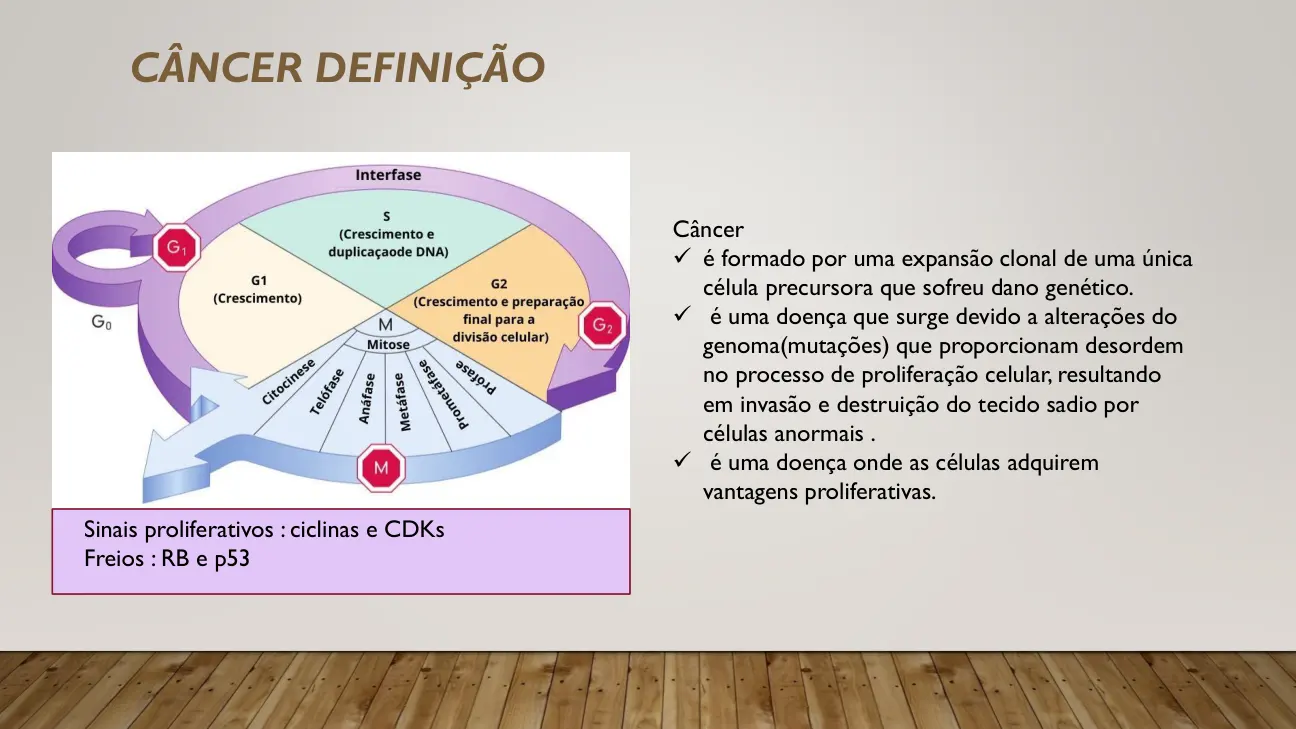 CÂNCER DEFINIÇÃO
Interfase
S
(Crescimento e
duplicaçaode DNA)
G1
G1
(Crescimento)
G2
(Crescimento e preparação
final para a
divisão celular)
G2
G0
M
Mitose
Citocinese
Telófase
Anáfase
Metáfase
Prometáfase
Prófase
M
Sinais proliferativos : ciclinas e CDKs
Freios : RB e p53
Câncer
✓ é formado por uma expansão clonal de uma única
célula precursora que sofreu dano genético.
✓ é uma doença que surge devido a alterações do
genoma(mutações) que proporcionam desordem
no processo de proliferação celular, resultando
em invasão e destruição do tecido sadio por
células anormais .
✓ é uma doença onde as células adquirem
vantagens proliferativas.